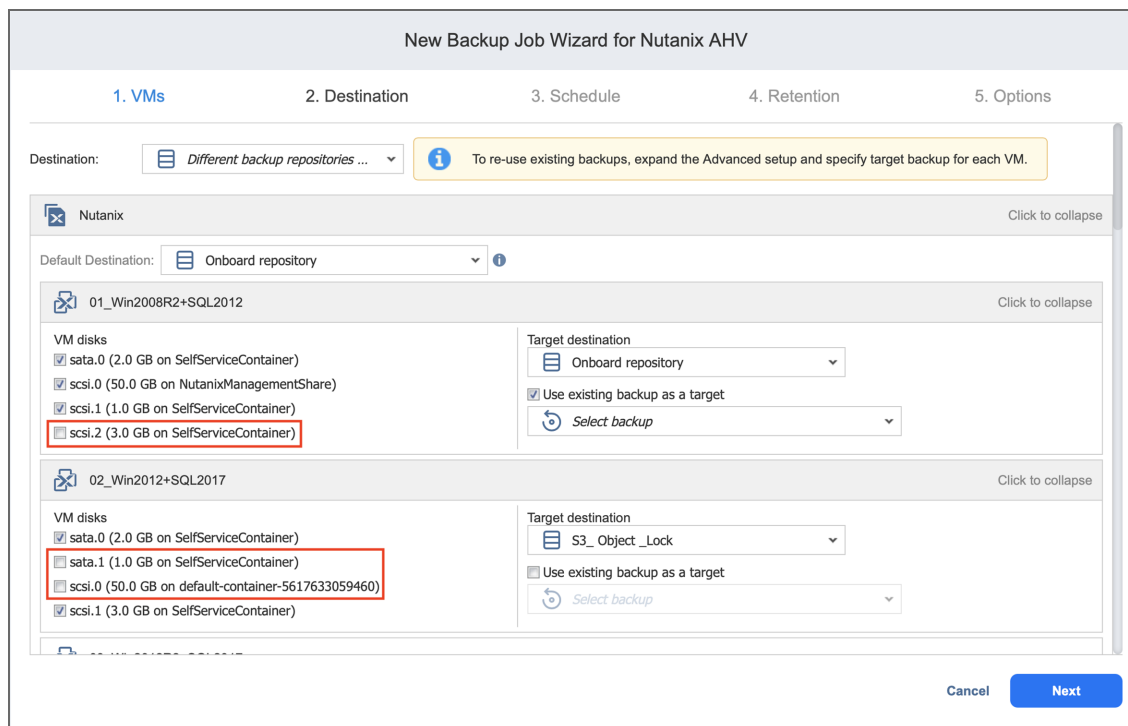 New Backup Job Wizard for Nutanix AHV
1. VMs
2. Destination
3. Schedule
4. Retention
5. Options
Destination:
Different backup repositories ...
To re-use existing backups, expand the Advanced setup and specify target backup for each VM.
Nutanix
Click to collapse
Default Destination:
Onboard repository
01_Win2008R2+SQL2012
Click to collapse
VM disks
sata.0 (2.0 GB on SelfServiceContainer)
scsi.0 (50.0 GB on NutanixManagementShare)
scsi.1 (1.0 GB on SelfServiceContainer)
scsi.2 (3.0 GB on SelfServiceContainer)
Target destination
Onboard repository
Use existing backup as a target
Select backup
02_Win2012+SQL2017
Click to collapse
VM disks
sata.0 (2.0 GB on SelfServiceContainer)
sata.1 (1.0 GB on SelfServiceContainer)
scsi.0 (50.0 GB on default-container-5617633059460)
scsi.1 (3.0 GB on SelfServiceContainer)
Target destination
S3_ Object _Lock
Use existing backup as a target
Select backup
Cancel
Next